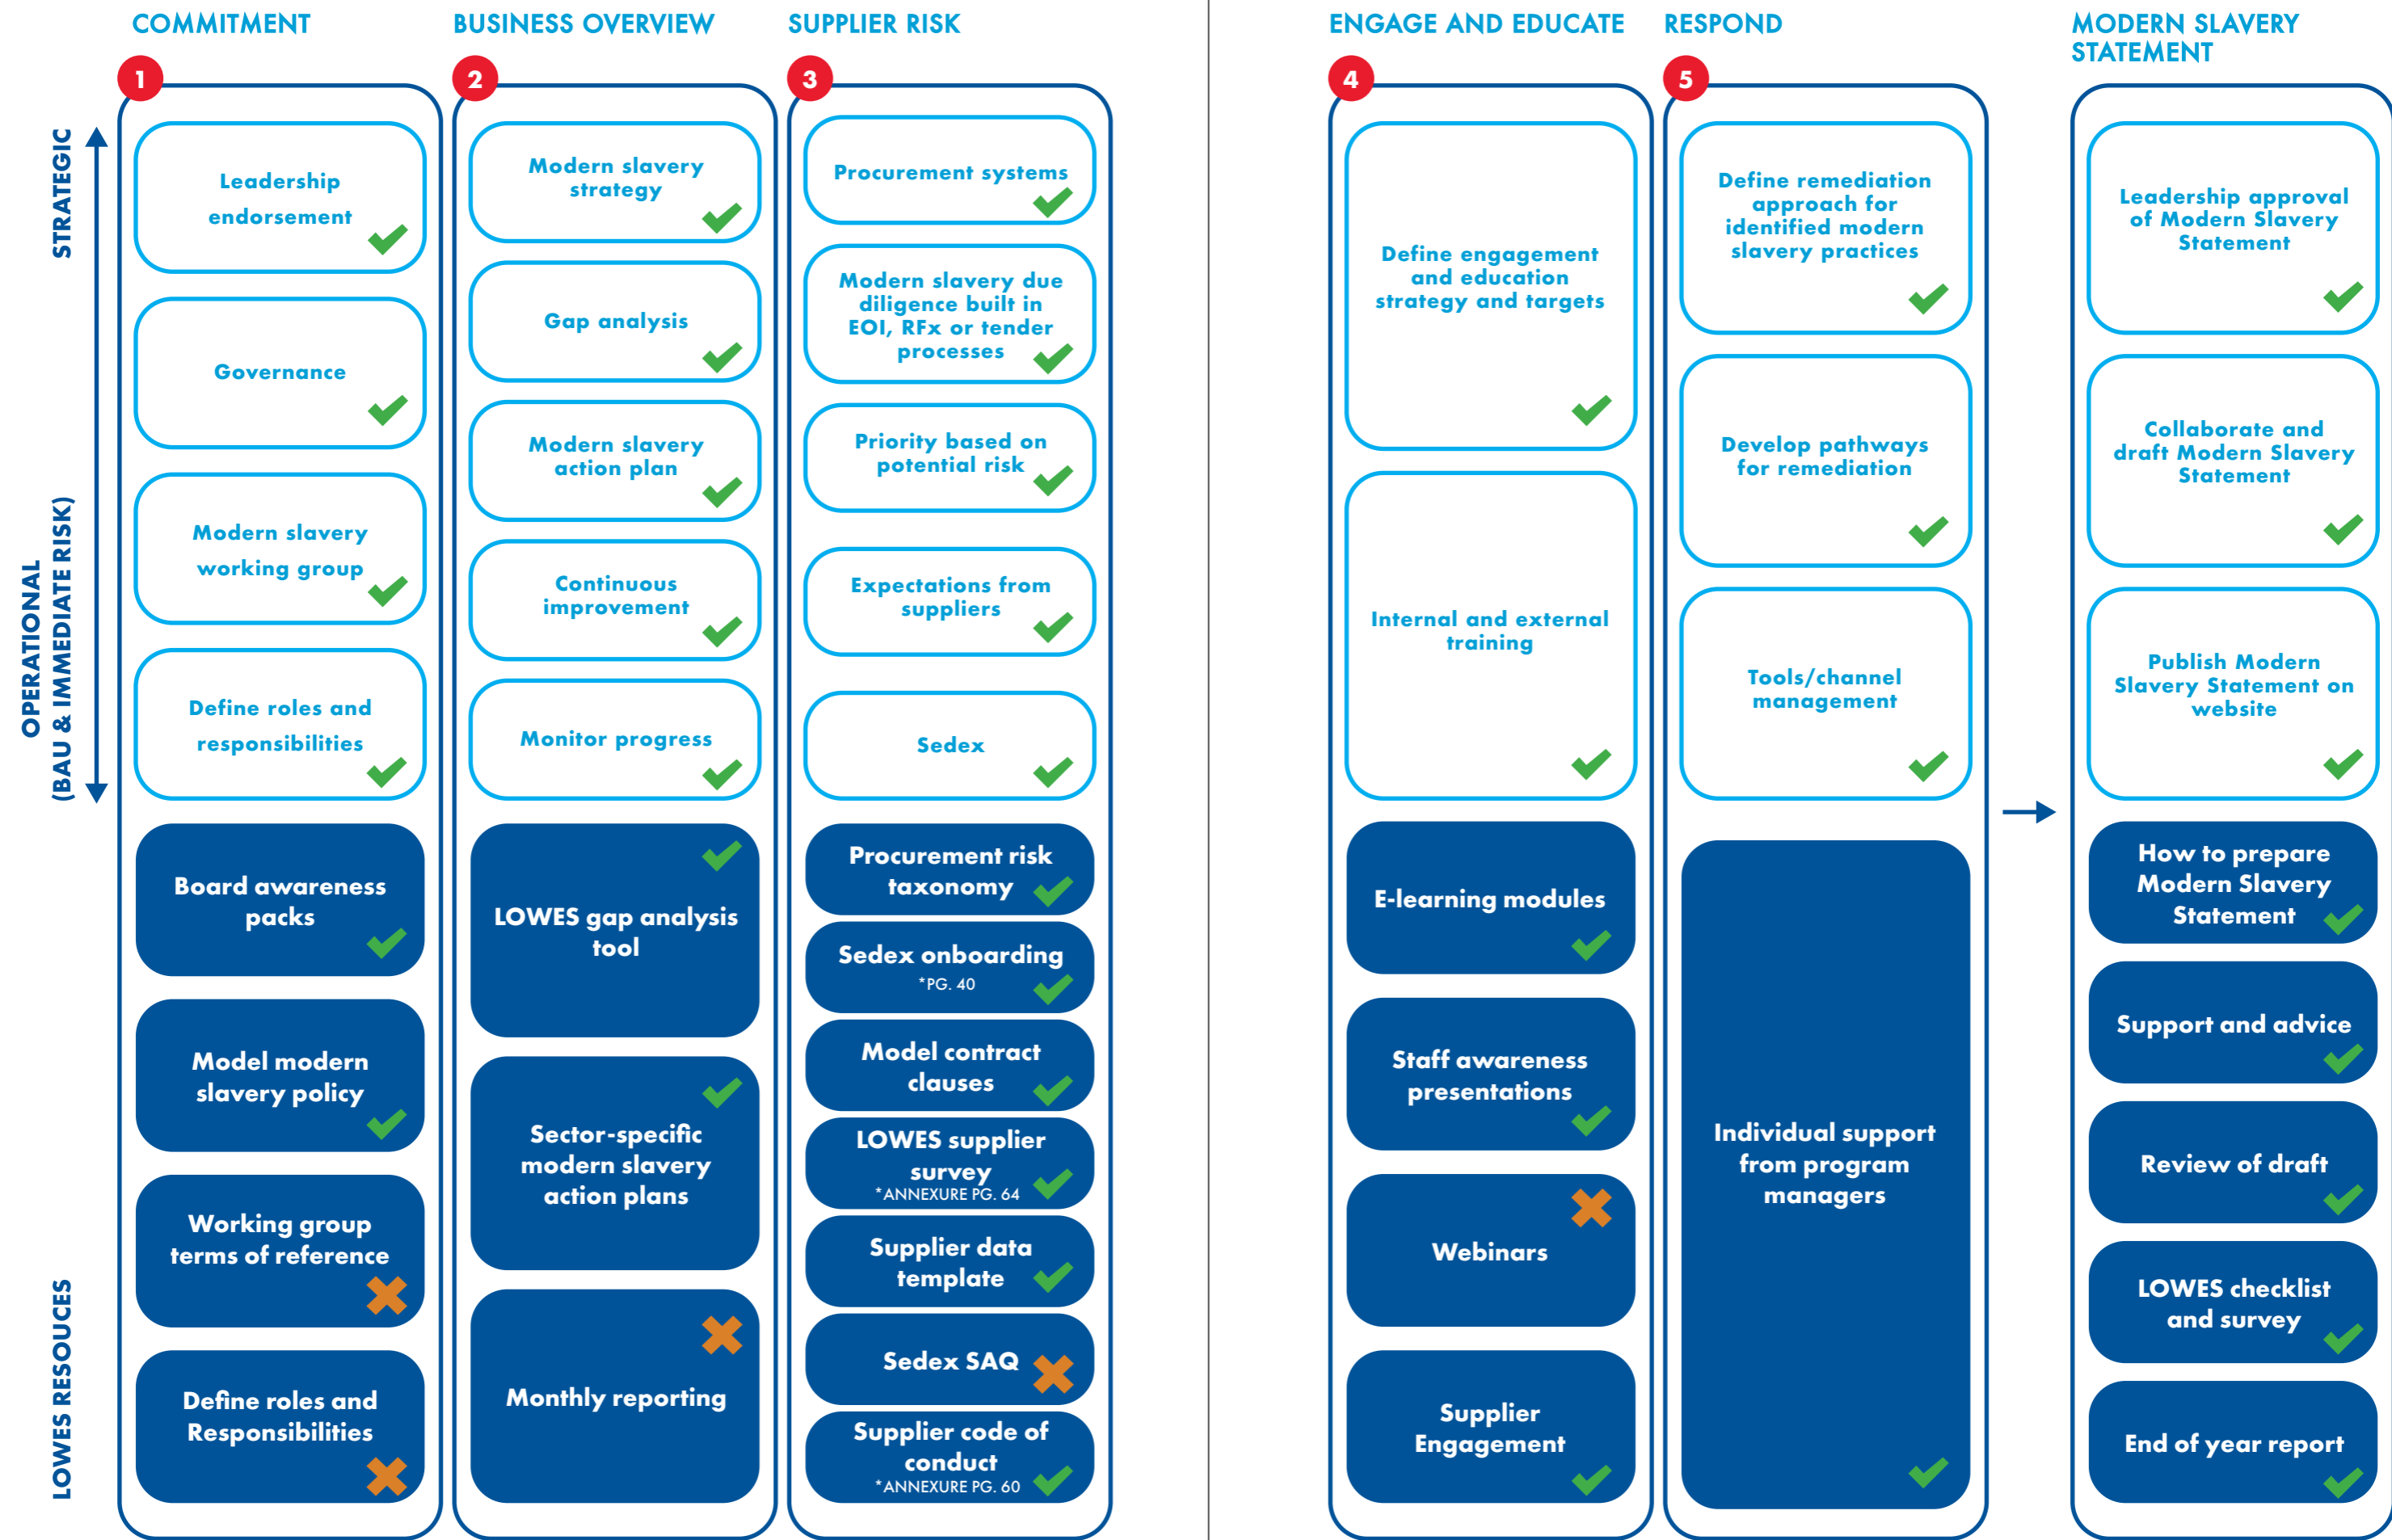 COMMITMENT
1
Leadership
endorsement
Governance
Modern slavery
working group
Define roles and
responsibilities
Board awareness
packs
Model modern
slavery policy
Working group
terms of reference
Define roles and
Responsibilities
BUSINESS OVERVIEW
2
Modern slavery
strategy
Gap analysis
Modern slavery
action plan
Continuous
improvement
Monitor progress
LOWES gap analysis
tool
Sector-specific
modern slavery
action plans
Monthly reporting
SUPPLIER RISK
3
Procurement systems
Modern slavery due
diligence built in
EOI, RFx or tender
processes
Priority based on
potential risk
Expectations from
suppliers
Sedex
Procurement risk
taxonomy
Sedex onboarding
*PG. 40
Model contract
clauses
LOWES supplier
survey
*ANNEXURE PG. 64
Supplier data
template
Sedex SAQ
Supplier code of
conduct
*ANNEXURE PG. 60
ENGAGE AND EDUCATE
4
Define engagement
and education
strategy and targets
Internal and external
training
E-learning modules
Staff awareness
presentations
Webinars
Supplier
Engagement
RESPOND
5
Define remediation
approach for
identified modern
slavery practices
Develop pathways
for remediation
Tools/channel
management
Individual support
from program
managers
MODERN SLAVERY
STATEMENT
Leadership approval
of Modern Slavery
Statement
Collaborate and
draft Modern Slavery
Statement
Publish Modern
Slavery Statement on
website
How to prepare
Modern Slavery
Statement
Support and advice
Review of draft
LOWES checklist
and survey
End of year report
STRATEGIC
OPERATIONAL
(BAU & IMMEDIATE RISK)
LOWES RESOUCES